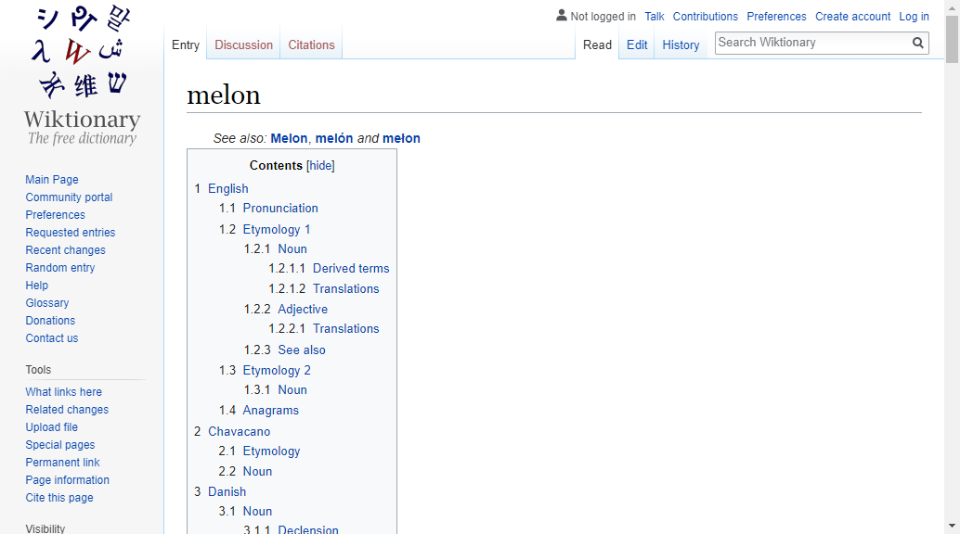 Not logged in Talk Contributions Preferences Create account Log in
Entry Discussion Citations Read Edit History Search Wiktionary
Wiktionary
The free dictionary
Main Page
Community portal
Preferences
Requested entries
Recent changes
Random entry
Help
Glossary
Donations
Contact us
Tools
What links here
Related changes
Upload file
Special pages
Permanent link
Page information
Cite this page
Visibility
melon
See also: Melon, melón and mełon
Contents [hide]
1 English
1.1 Pronunciation
1.2 Etymology 1
1.2.1 Noun
1.2.1.1 Derived terms
1.2.1.2 Translations
1.2.2 Adjective
1.2.2.1 Translations
1.2.3 See also
1.3 Etymology 2
1.3.1 Noun
1.4 Anagrams
2 Chavacano
2.1 Etymology
2.2 Noun
3 Danish
3.1 Noun
3.1.1 Declension